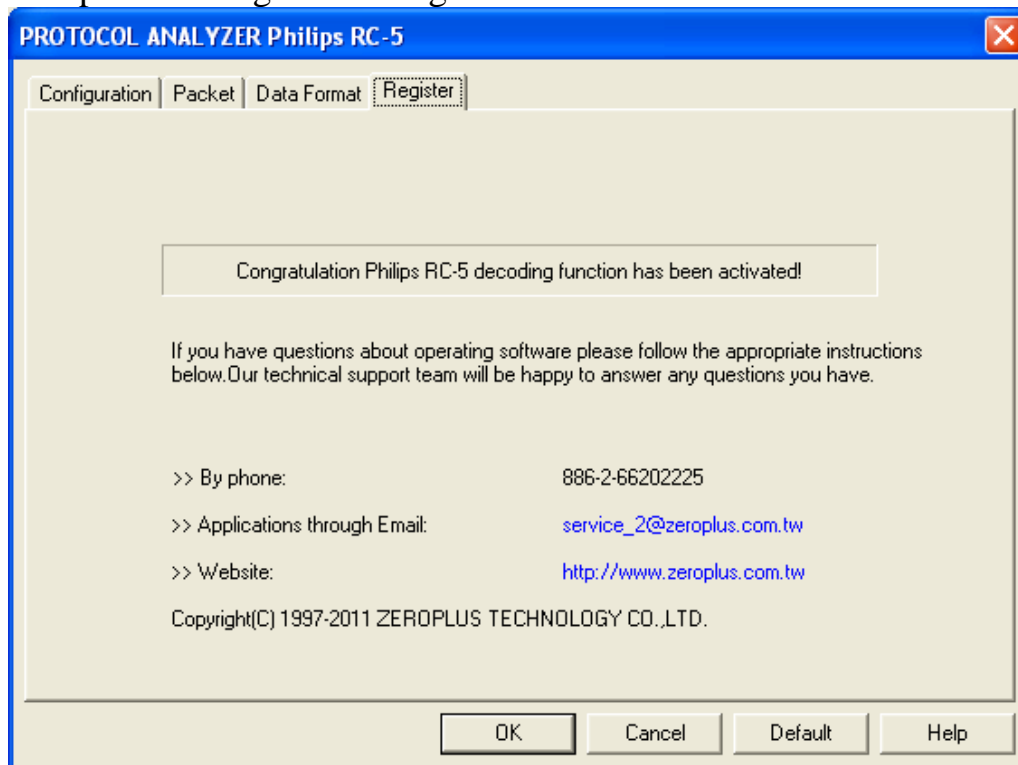 PROTOCOL ANALYZER Philips RC-5
Configuration Packet Data Format Register
Congratulation Philips RC-5 decoding function has been activated!
If you have questions about operating software please follow the appropriate instructions
below.Our technical support team will be happy to answer any questions you have.
>> By phone: 886-2-66202225
>> Applications through Email: service_2@zeroplus.com.tw
>> Website: http://www.zeroplus.com.tw
Copyright(C) 1997-2011 ZEROPLUS TECHNOLOGY CO.,LTD.
OK Cancel Default Help